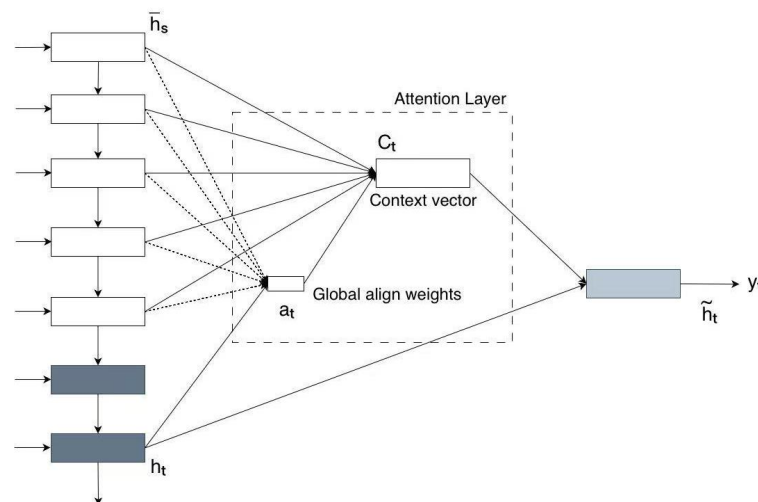 h̅ₛ
Attention Layer
Cₜ
Context vector
Global align weights
aₜ
y
h̃ₜ
hₜ